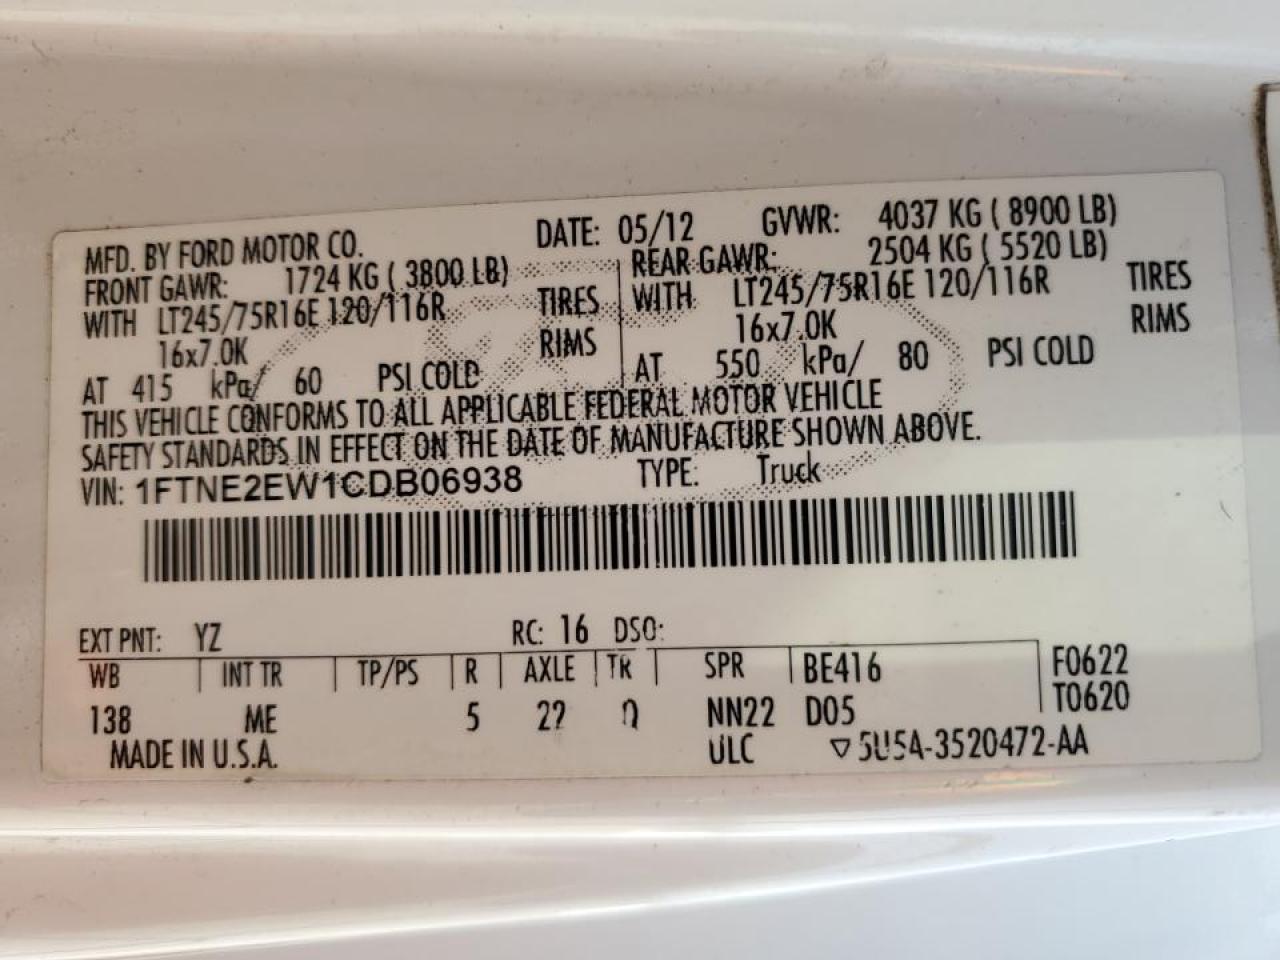 MFD. BY FORD MOTOR CO. DATE: 05/12 GVWR: 4037 KG ( 8900 LB)
FRONT GAWR: 1724 KG ( 3800 LB) REAR GAWR: 2504 KG ( 5520 LB)
WITH LT245/75R16E 120/116R TIRES WITH LT245/75R16E 120/116R TIRES
16x7.0K RIMS 16x7.0K RIMS
AT 415 kPa/ 60 PSI COLD AT 550 kPa/ 80 PSI COLD
THIS VEHICLE CONFORMS TO ALL APPLICABLE FEDERAL MOTOR VEHICLE
SAFETY STANDARDS IN EFFECT ON THE DATE OF MANUFACTURE SHOWN ABOVE.
VIN: 1FTNE2EW1CDB06938 TYPE: Truck
EXT PNT: YZ RC: 16 DSO:
WB INT TR TP/PS R AXLE TR SPR BE416 F0622
138 ME 5 NN22 D05 T0620
MADE IN U.S.A. ULC ▽ 5U5A-3520472-AA